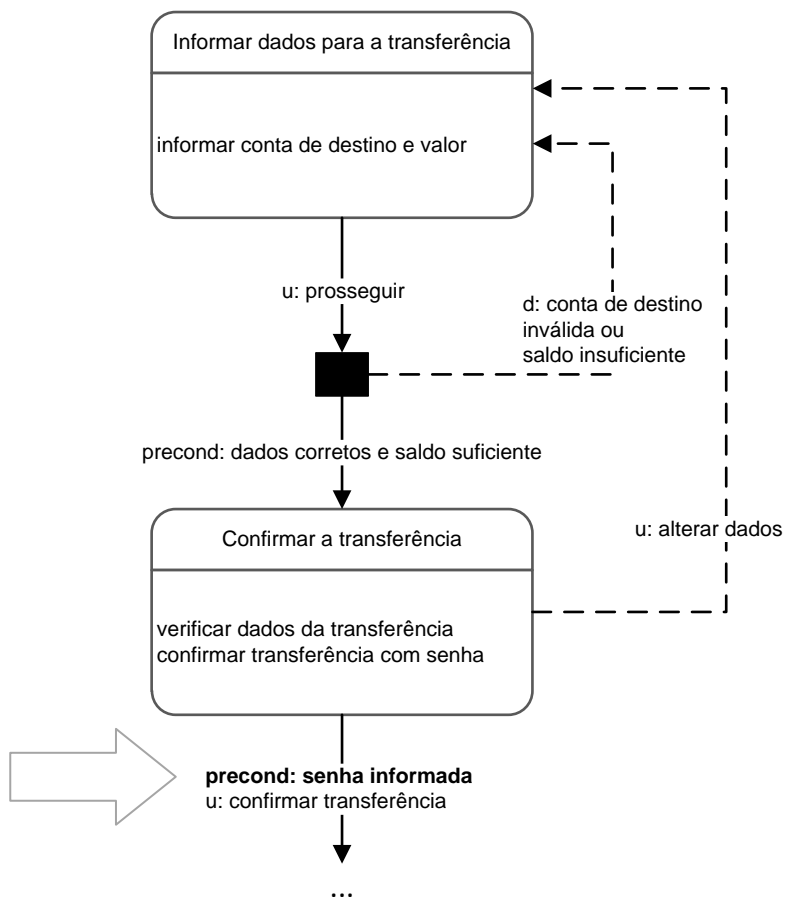 Informar dados para a transferência
informar conta de destino e valor
u: prosseguir
d: conta de destino
inválida ou
saldo insuficiente
precond: dados corretos e saldo suficiente
Confirmar a transferência
u: alterar dados
verificar dados da transferência
confirmar transferência com senha
precond: senha informada
u: confirmar transferência
...